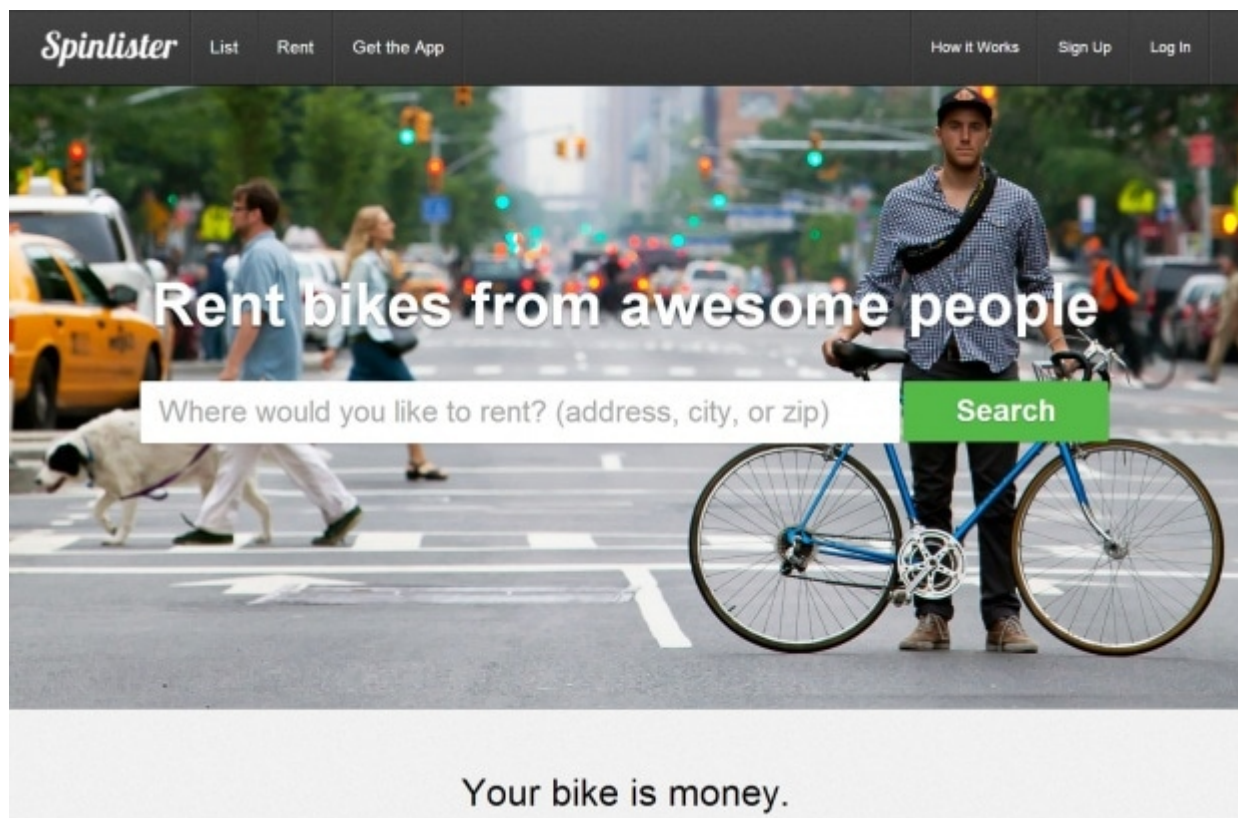 Spinlister List Rent Get the App How it Works Sign Up Log In
Rent bikes from awesome people
Where would you like to rent? (address, city, or zip) Search
Your bike is money.